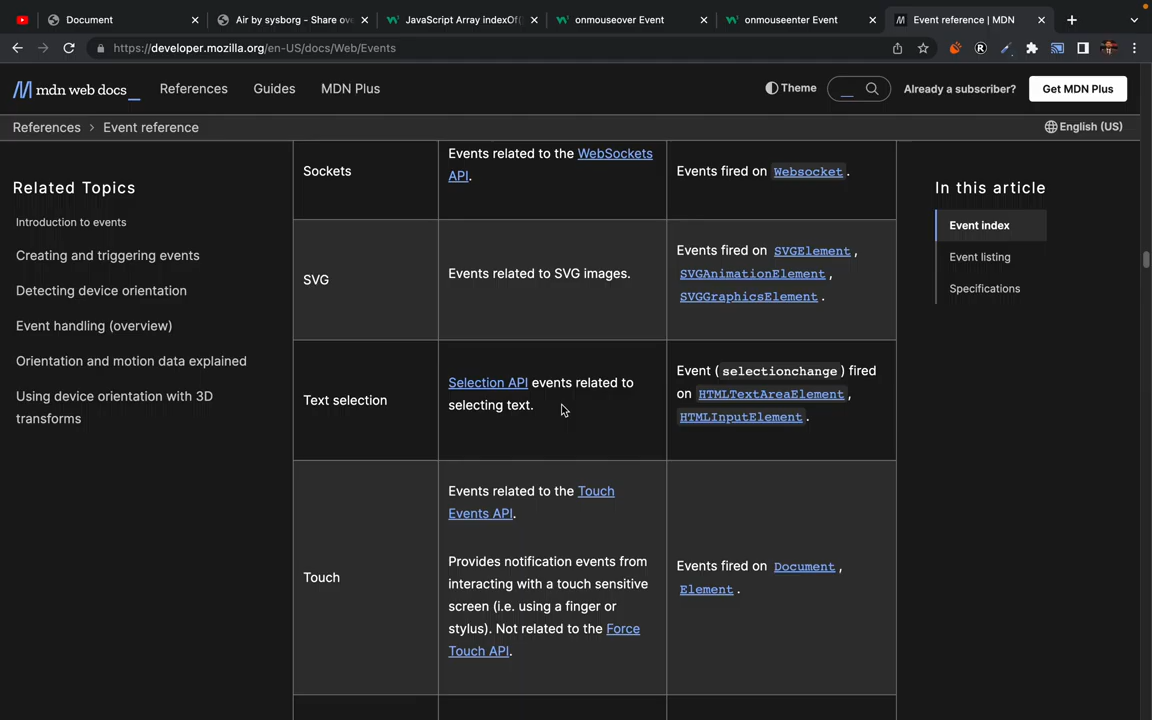 Document
Air by sysborg - Share ov
JavaScript Array indexOf(
onmouseover Event
onmouseenter Event
Event reference | MDN
https://developer.mozilla.org/en-US/docs/Web/Events
mdn web docs_
References
Guides
MDN Plus
Theme
Already a subscriber?
Get MDN Plus
References > Event reference
English (US)
Related Topics
Introduction to events
Creating and triggering events
Detecting device orientation
Event handling (overview)
Orientation and motion data explained
Using device orientation with 3D
transforms
Sockets
Events related to the WebSockets
API.
Events fired on Websocket.
SVG
Events related to SVG images.
Events fired on SVGElement,
SVGAnimationElement,
SVGGraphicsElement.
Text selection
Selection API events related to
selecting text.
Event (selectionchange) fired
on HTMLTextAreaElement,
HTMLInputElement.
Touch
Events related to the Touch
Events API.
Provides notification events from
interacting with a touch sensitive
screen (i.e. using a finger or
stylus). Not related to the Force
Touch API.
Events fired on Document,
Element.
In this article
Event index
Event listing
Specifications